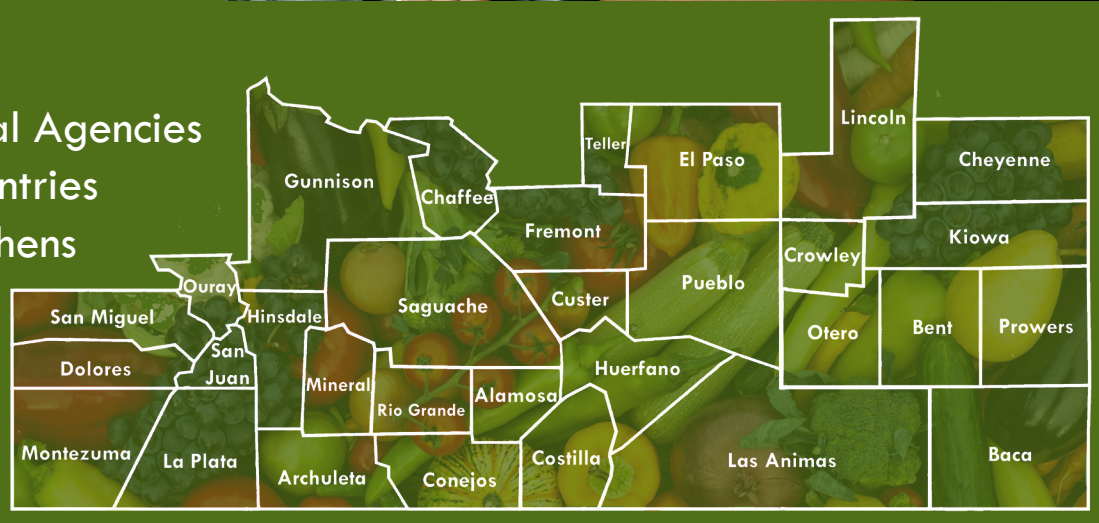 al Agencies
ntries
hens
Lincoln
Teller
El Paso
Cheyenne
Gunnison
Chaffee
Fremont
Kiowa
Crowley
Pueblo
Ouray
Custer
Saguache
San Miguel
Hinsdale
Otero
Bent
Prowers
San
Juan
Dolores
Huerfano
Mineral
Alamosa
Rio Grande
Montezuma
La Plata
Costilla
Las Animas
Baca
Archuleta
Conejos